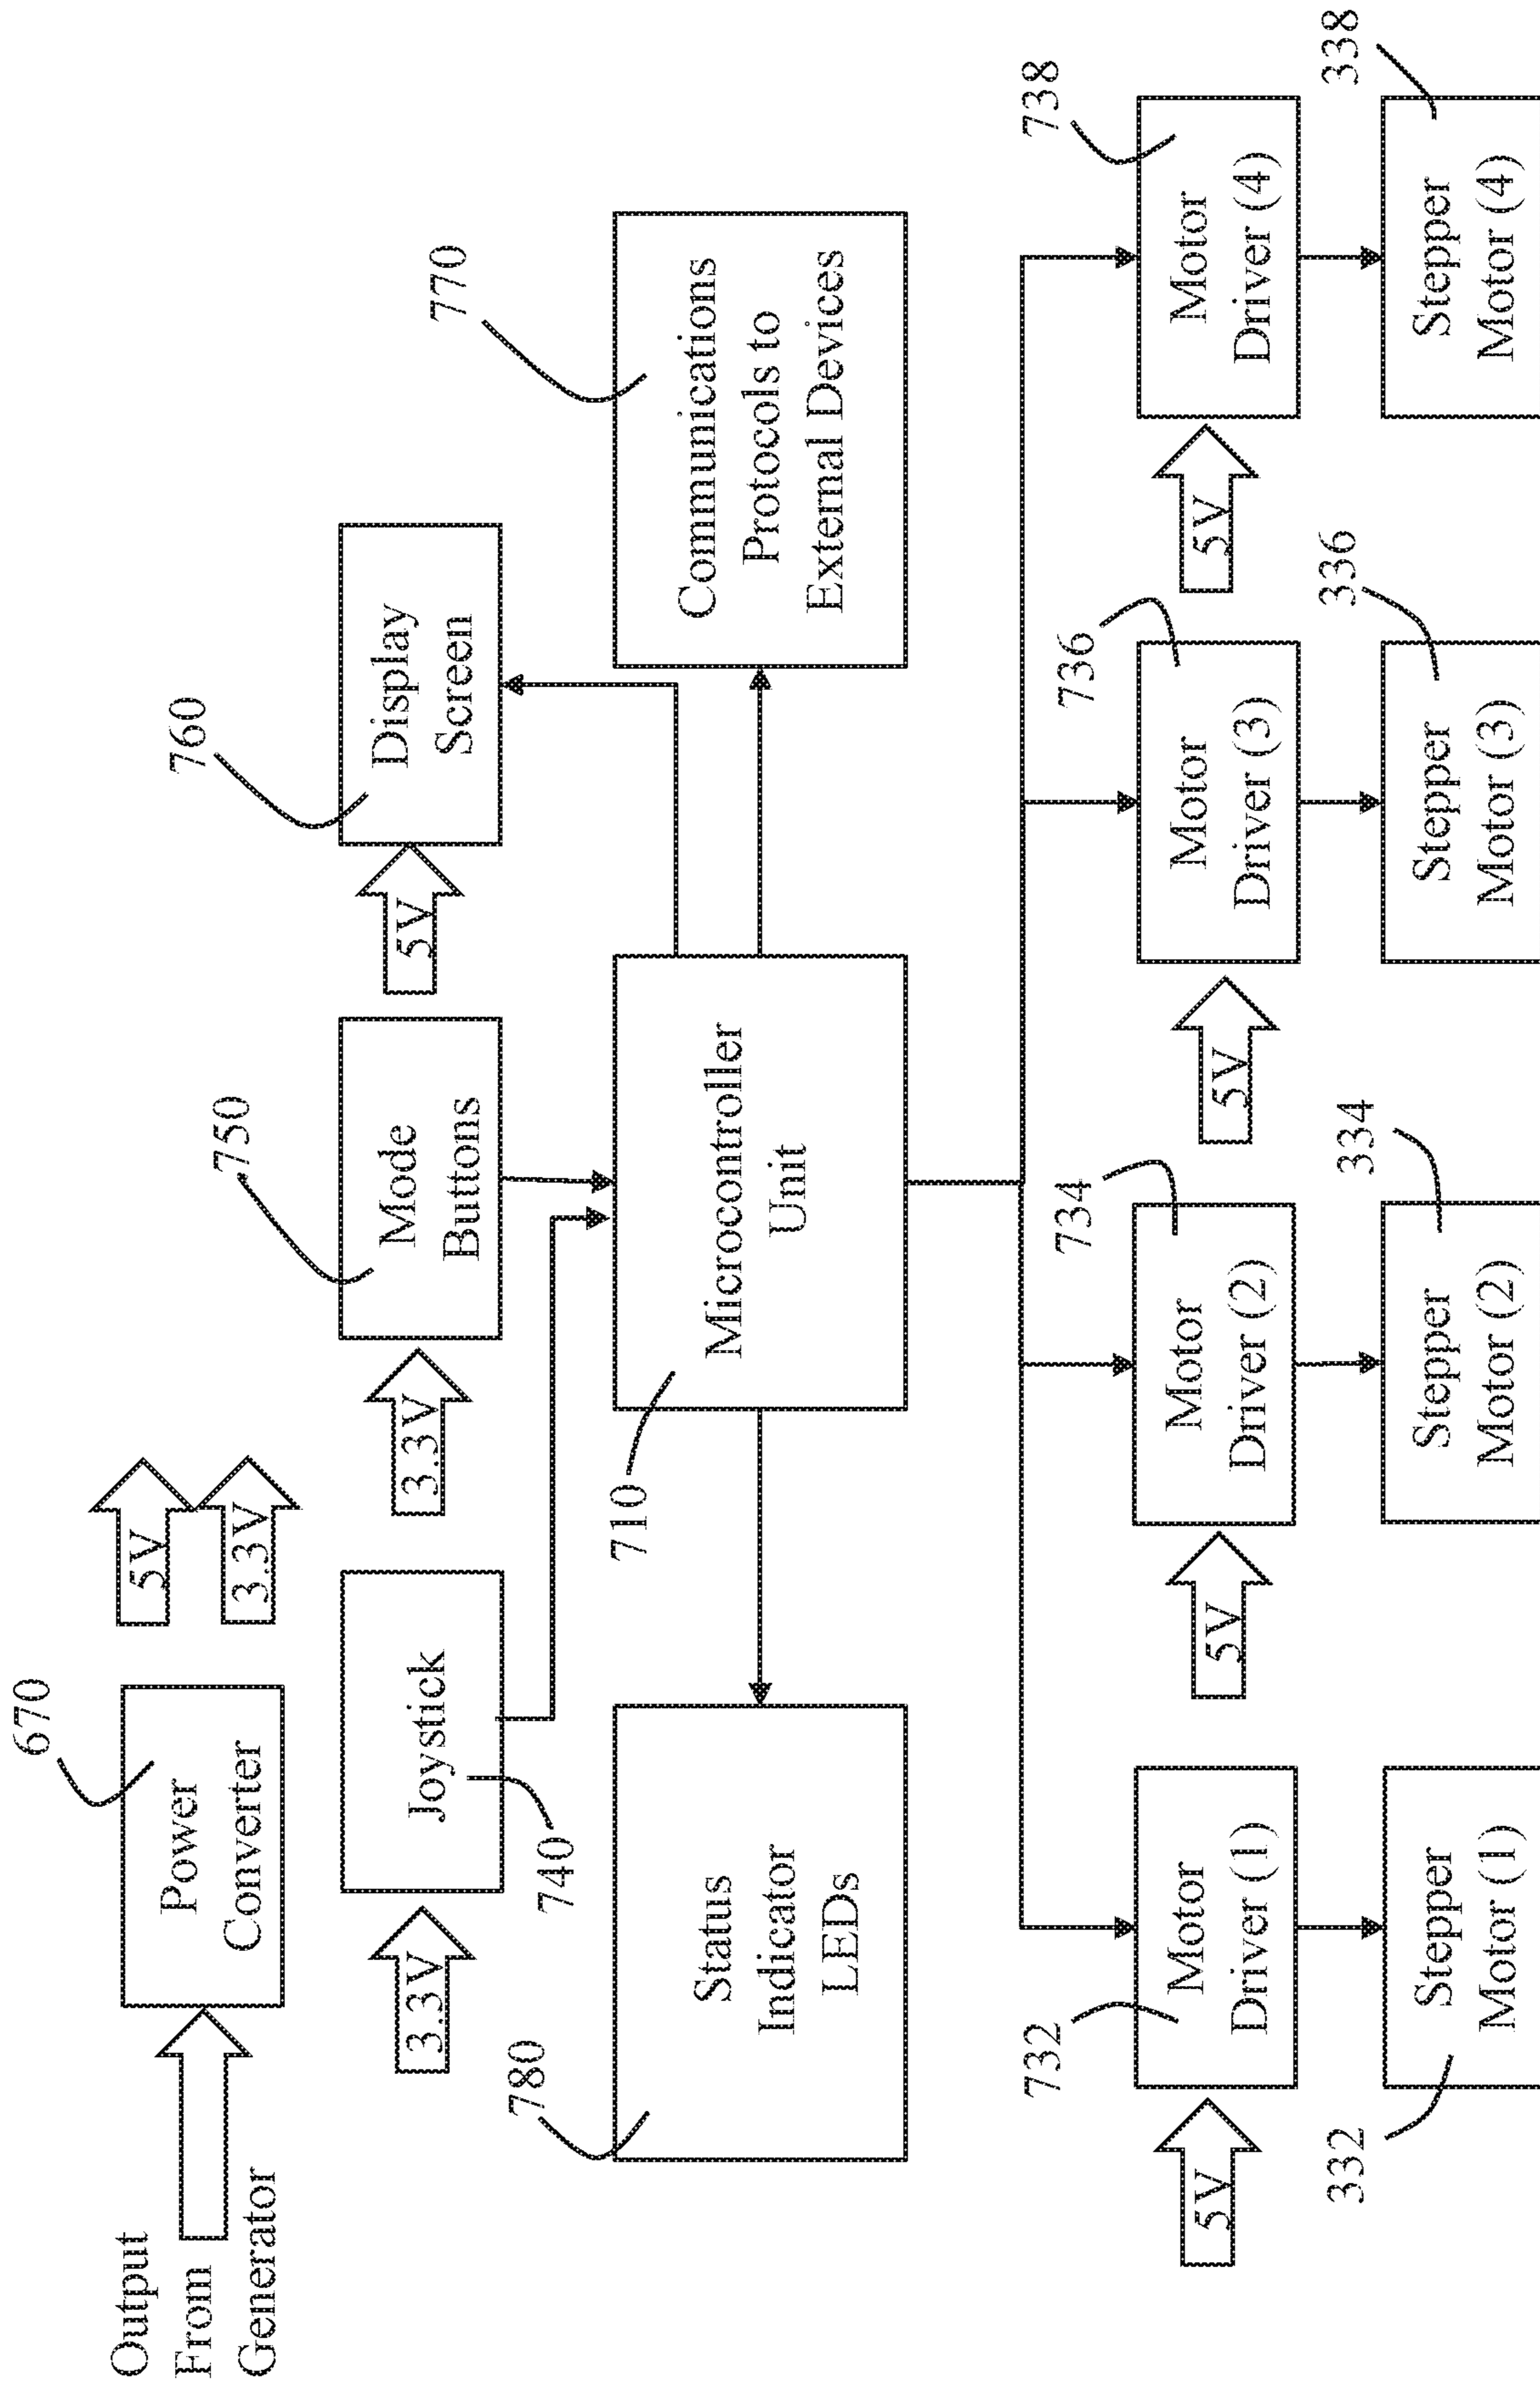 Output
From
Generator
670
Power
Converter
5V
3.3V
3.3V
Joystick
740
3.3V
750
Mode
Buttons
5V
760
Display
Screen
780
Status
Indicator
LEDs
710
Microcontroller
Unit
770
Communications
Protocols to
External Devices
5V
732
Motor
Driver (1)
5V
734
Motor
Driver (2)
5V
736
Motor
Driver (3)
5V
738
Motor
Driver (4)
332
Stepper
Motor (1)
334
Stepper
Motor (2)
336
Stepper
Motor (3)
338
Stepper
Motor (4)